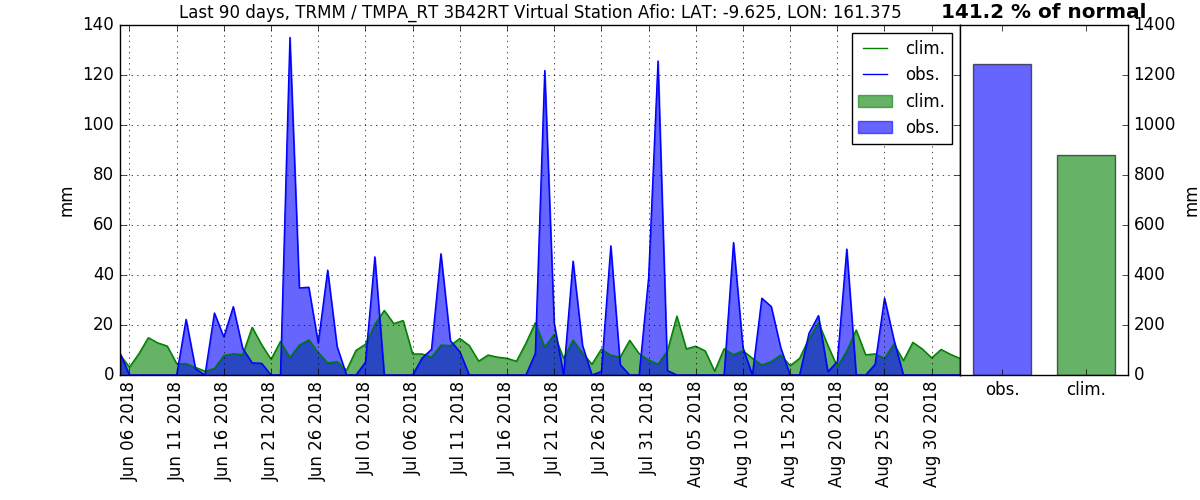 Last 90 days, TRMM / TMPA_RT 3B42RT Virtual Station Afio: LAT: -9.625, LON: 161.375
141.2 % of normal
140
120
100
80
60
40
20
0
mm
clim.
obs.
clim.
obs.
Jun 06 2018
Jun 11 2018
Jun 16 2018
Jun 21 2018
Jun 26 2018
Jul 01 2018
Jul 06 2018
Jul 11 2018
Jul 16 2018
Jul 21 2018
Jul 26 2018
Jul 31 2018
Aug 05 2018
Aug 10 2018
Aug 15 2018
Aug 20 2018
Aug 25 2018
Aug 30 2018
obs.
clim.
1400
1200
1000
800
600
400
200
0
mm